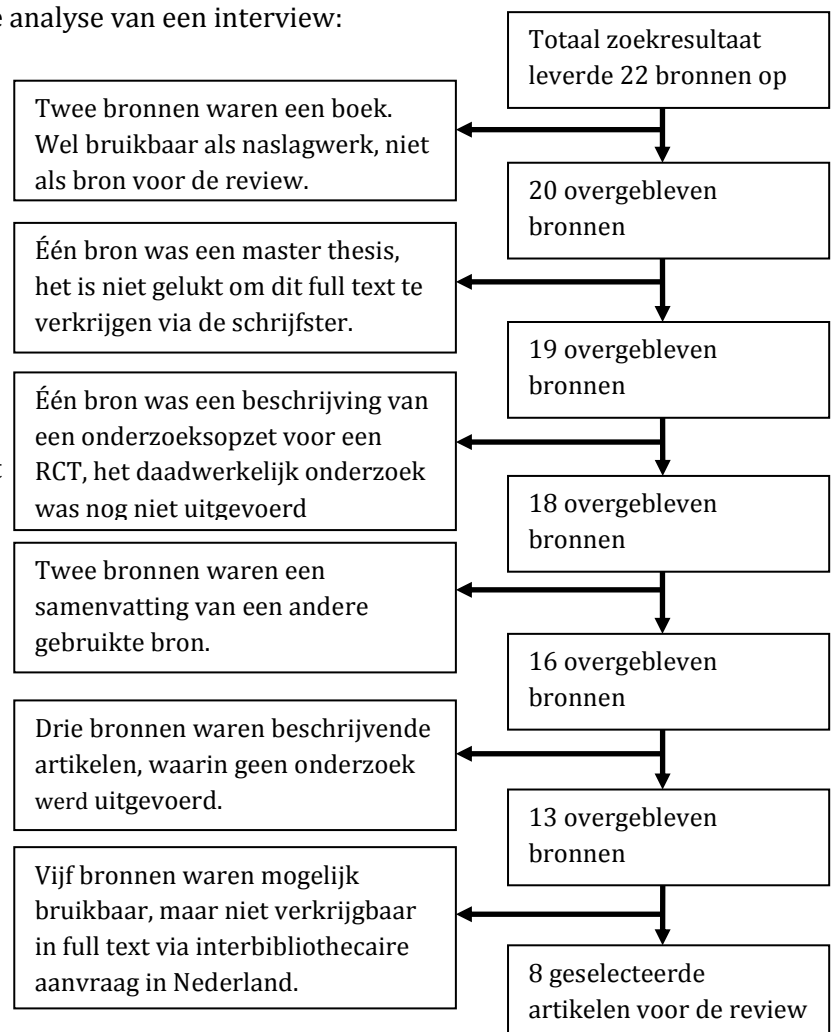 e analyse van een interview:
Totaal zoekresultaat
leverde 22 bronnen op
Twee bronnen waren een boek.
Wel bruikbaar als naslagwerk, niet
als bron voor de review.
20 overgebleven
bronnen
Één bron was een master thesis,
het is niet gelukt om dit full text te
verkrijgen via de schrijfster.
19 overgebleven
bronnen
Één bron was een beschrijving van
een onderzoeksopzet voor een
RCT, het daadwerkelijk onderzoek
was nog niet uitgevoerd
t
18 overgebleven
bronnen
Twee bronnen waren een
samenvatting van een andere
gebruikte bron.
16 overgebleven
bronnen
Drie bronnen waren beschrijvende
artikelen, waarin geen onderzoek
werd uitgevoerd.
13 overgebleven
bronnen
Vijf bronnen waren mogelijk
bruikbaar, maar niet verkrijgbaar
in full text via interbibliothecaire
aanvraag in Nederland.
8 geselecteerde
artikelen voor de review